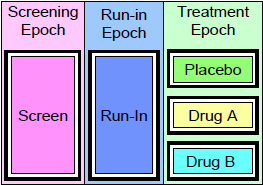 Screening
Epoch
Run-in
Epoch
Treatment
Epoch
Screen
Run-In
Placebo
Drug A
Drug B